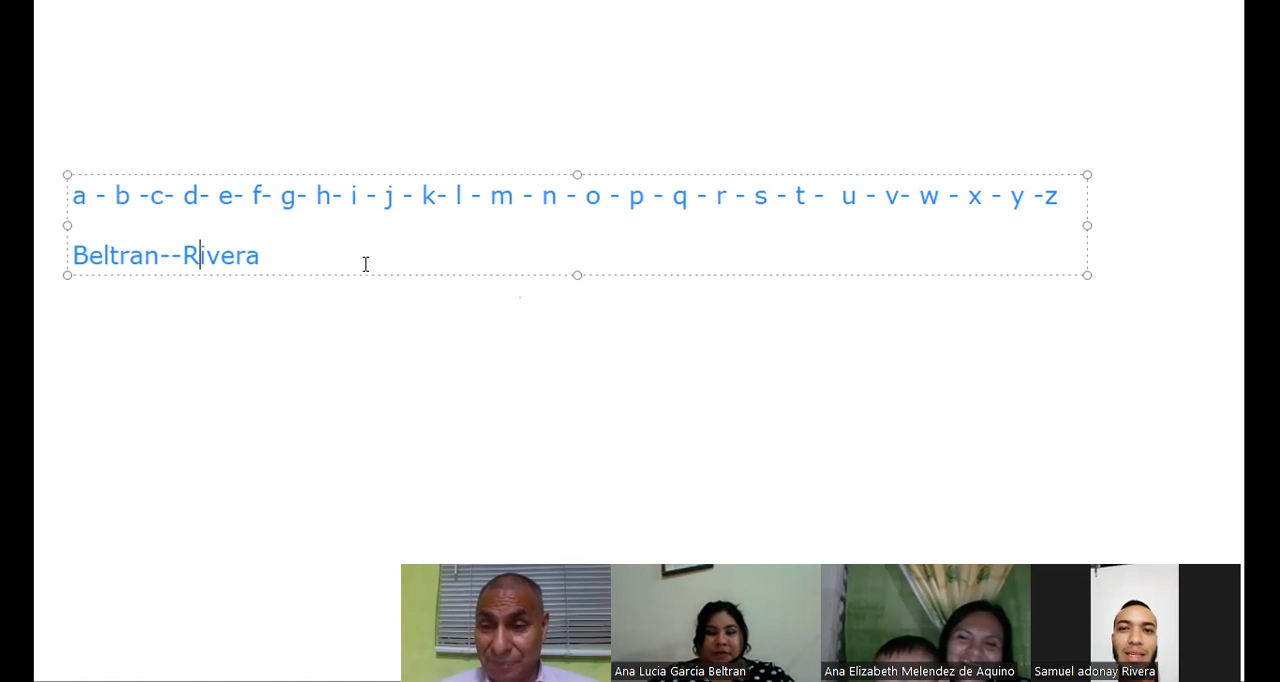 a - b -c- d- e- f- g- h- i - j - k- l - m - n - o - p - q - r - s - t -  u - v- w - x - y -z
Beltran--Rivera
Ana Lucia Garcia Beltran
Ana Elizabeth Melendez de Aquino
Samuel adonay Rivera